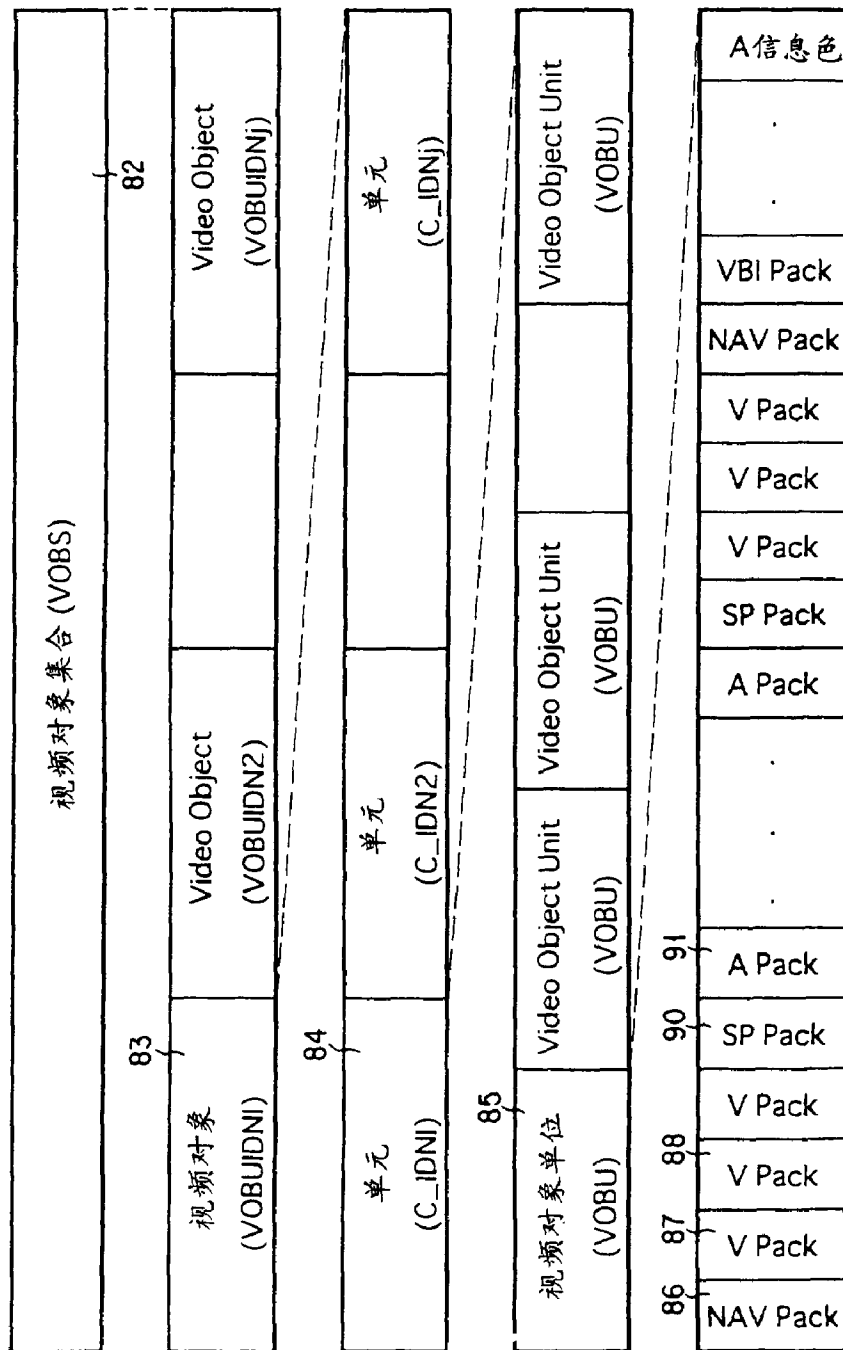 视频对象集合 (VOBS)
82
83
视频对象
(VOBUIDN1)
Video Object
(VOBUIDN2)
Video Object
(VOBUIDNj)
84
单元
(C_IDN1)
单元
(C_IDN2)
单元
(C_IDNj)
85
视频对象单位
(VOBU)
Video Object Unit
(VOBU)
Video Object Unit
(VOBU)
Video Object Unit
(VOBU)
86
87
88
90
91
NAV Pack
V Pack
V Pack
V Pack
SP Pack
A Pack
. .
A Pack
SP Pack
V Pack
V Pack
V Pack
NAV Pack
VBI Pack
. .
A信息色